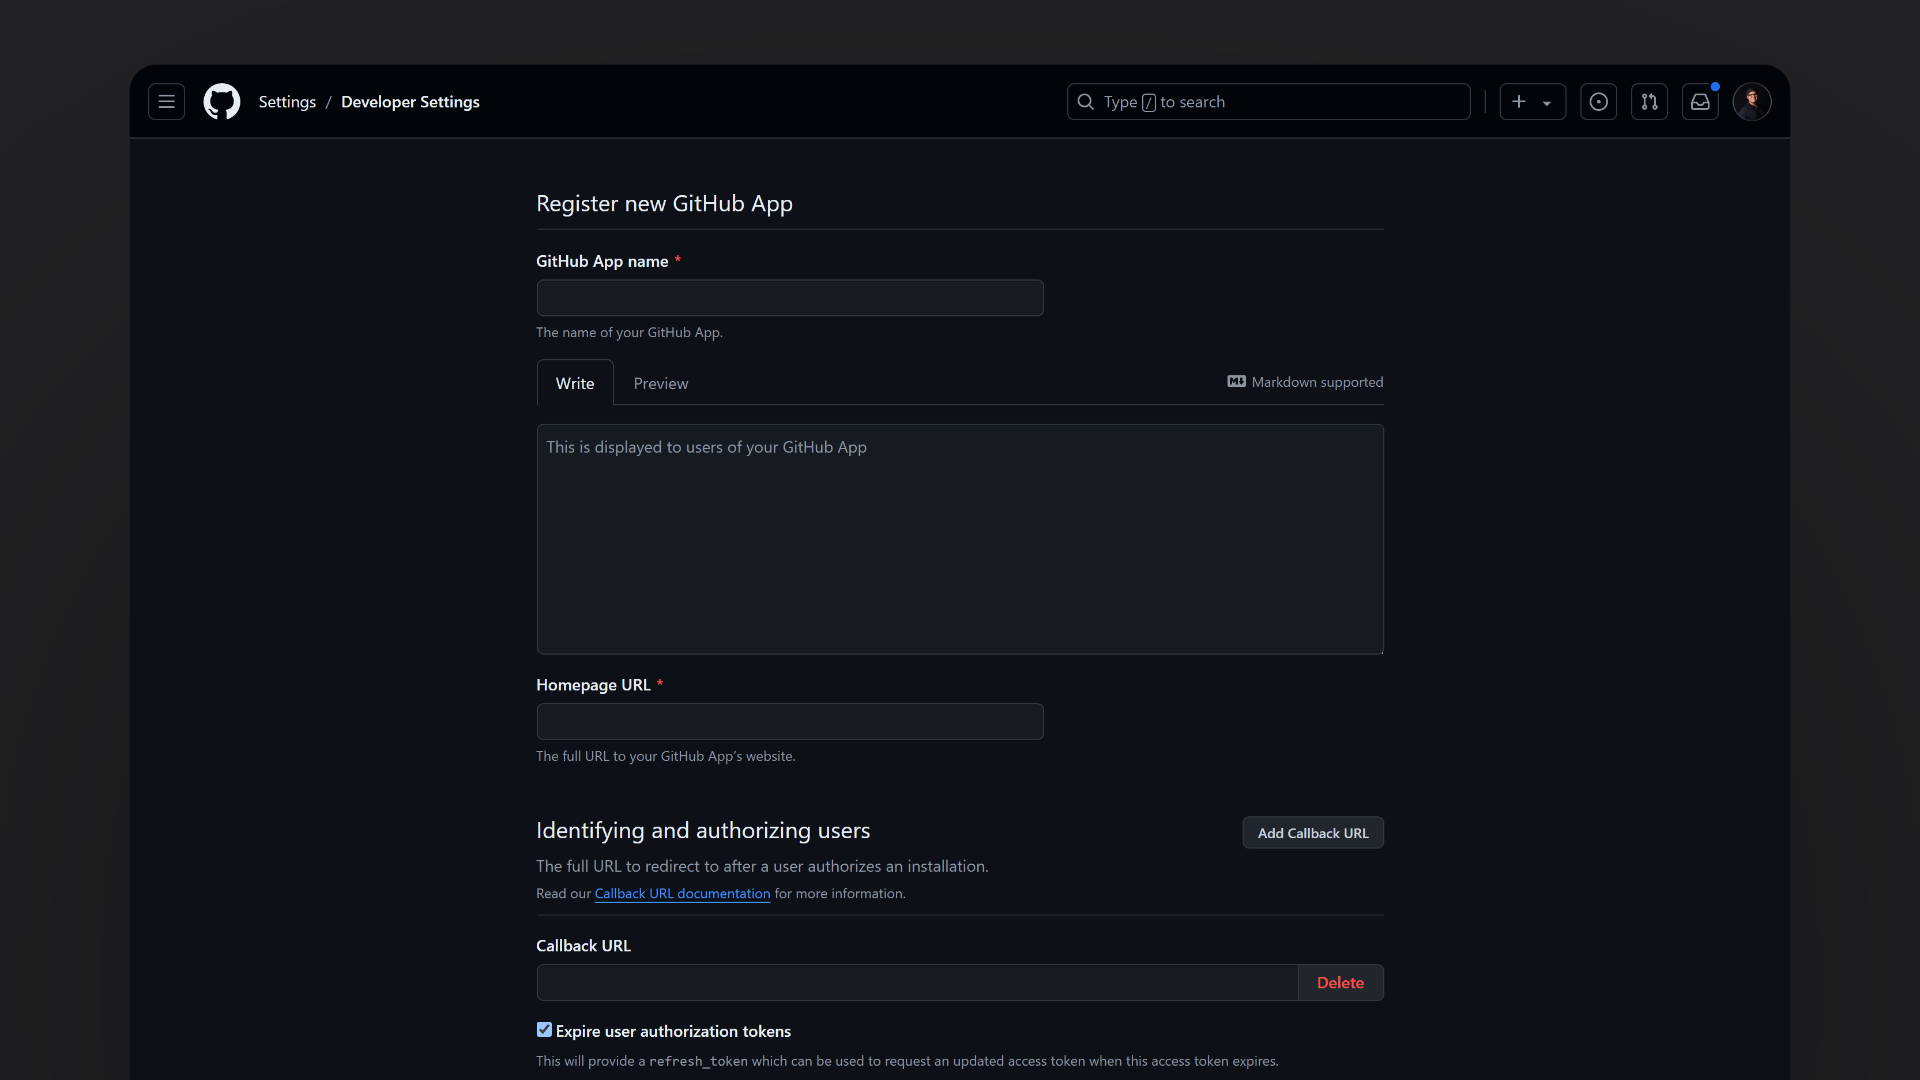 Settings / Developer Settings
Type / to search
Register new GitHub App
GitHub App name *
The name of your GitHub App.
Write
Preview
Markdown supported
This is displayed to users of your GitHub App
Homepage URL *
The full URL to your GitHub App's website.
Identifying and authorizing users
Add Callback URL
The full URL to redirect to after a user authorizes an installation.
Read our Callback URL documentation for more information.
Callback URL
Delete
Expire user authorization tokens
This will provide a refresh_token which can be used to request an updated access token when this access token expires.